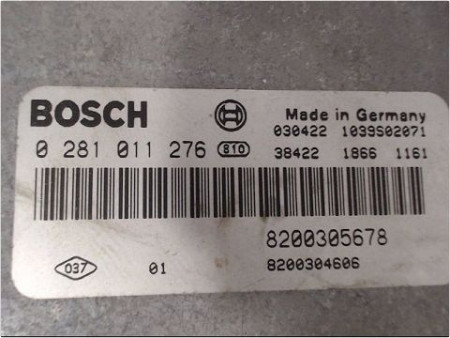 BOSCH
Made in Germany
030422 1039S02071
0 281 011 276 810
38422 1866 1161
8200305678
037 01
8200304606